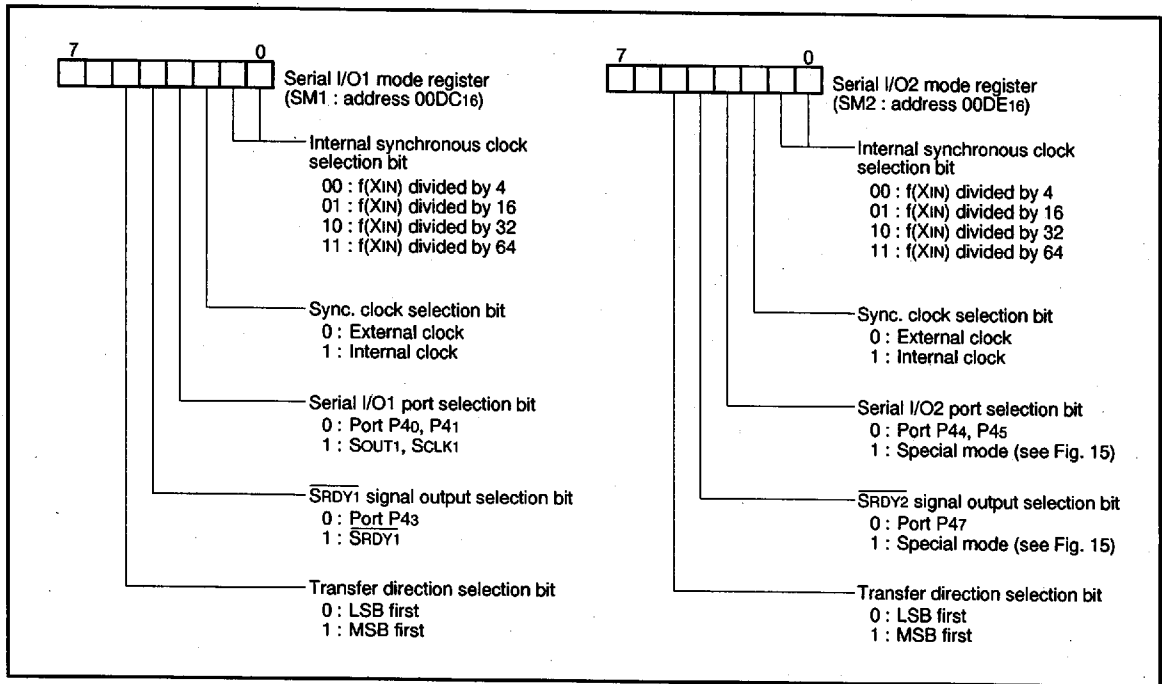 7 0
Serial I/O1 mode register
(SM1 : address 00DC16)
Internal synchronous clock
selection bit
00 : f(XIN) divided by 4
01 : f(XIN) divided by 16
10 : f(XIN) divided by 32
11 : f(XIN) divided by 64
Sync. clock selection bit
0 : External clock
1 : Internal clock
Serial I/O1 port selection bit
0 : Port P40, P41
1 : SOUT1, SCLK1
SRDY1 signal output selection bit
0 : Port P43
1 : SRDY1
Transfer direction selection bit
0 : LSB first
1 : MSB first
7 0
Serial I/O2 mode register
(SM2 : address 00DE16)
Internal synchronous clock
selection bit
00 : f(XIN) divided by 4
01 : f(XIN) divided by 16
10 : f(XIN) divided by 32
11 : f(XIN) divided by 64
Sync. clock selection bit
0 : External clock
1 : Internal clock
Serial I/O2 port selection bit
0 : Port P44, P45
1 : Special mode (see Fig. 15)
SRDY2 signal output selection bit
0 : Port P47
1 : Special mode (see Fig. 15)
Transfer direction selection bit
0 : LSB first
1 : MSB first